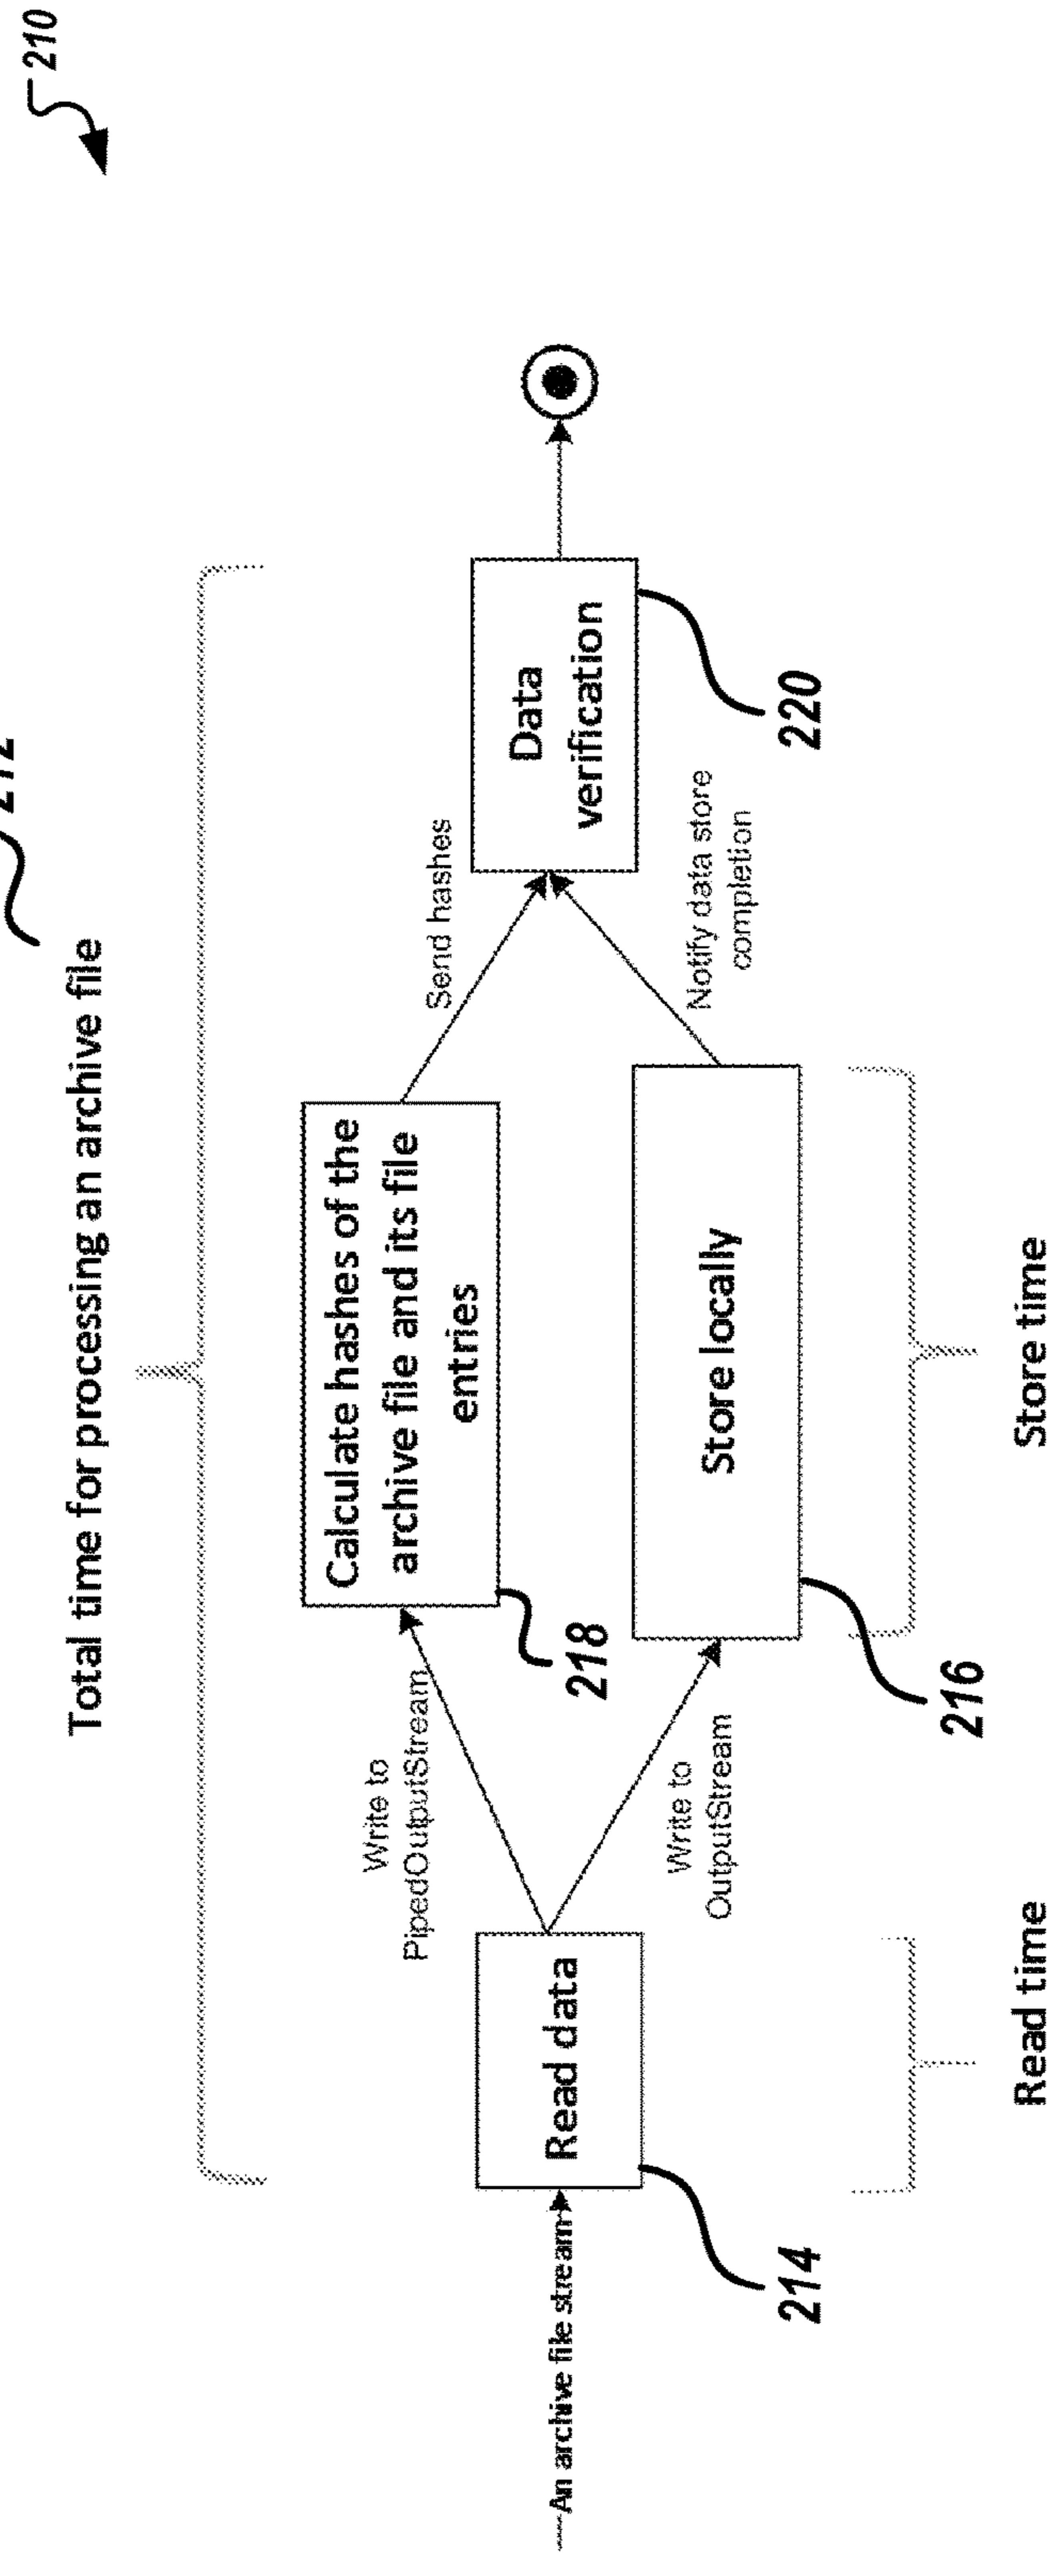 210
Total time for processing an archive file
Calculate hashes of the
archive file and its file
entries
218
Write to
PipedOutputStream
Send hashes
An archive file stream
Read data
214
Data
verification
220
Write to
OutputStream
Store locally
216
Notify data store
completion
Read time
Store time